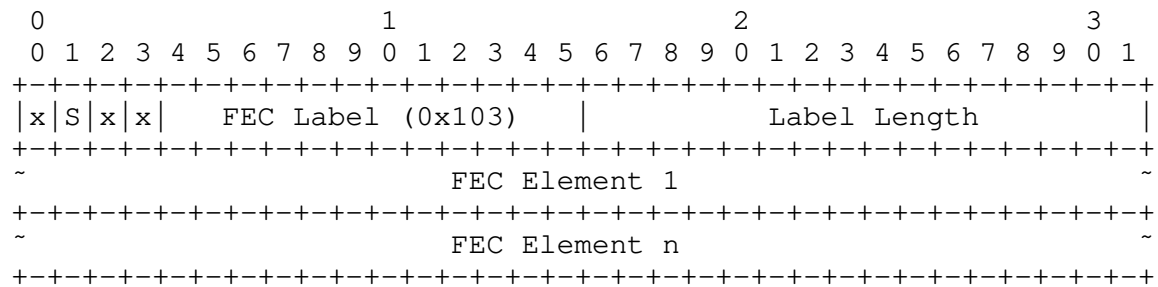 0                   1                   2                   3
 0 1 2 3 4 5 6 7 8 9 0 1 2 3 4 5 6 7 8 9 0 1 2 3 4 5 6 7 8 9 0 1
+-+-+-+-+-+-+-+-+-+-+-+-+-+-+-+-+-+-+-+-+-+-+-+-+-+-+-+-+-+-+-+-+
|x|S|x|x|   FEC Label (0x103)   |          Label Length         |
+-+-+-+-+-+-+-+-+-+-+-+-+-+-+-+-+-+-+-+-+-+-+-+-+-+-+-+-+-+-+-+-+
~                        FEC Element 1                          ~
+-+-+-+-+-+-+-+-+-+-+-+-+-+-+-+-+-+-+-+-+-+-+-+-+-+-+-+-+-+-+-+-+
~                        FEC Element n                          ~
+-+-+-+-+-+-+-+-+-+-+-+-+-+-+-+-+-+-+-+-+-+-+-+-+-+-+-+-+-+-+-+-+